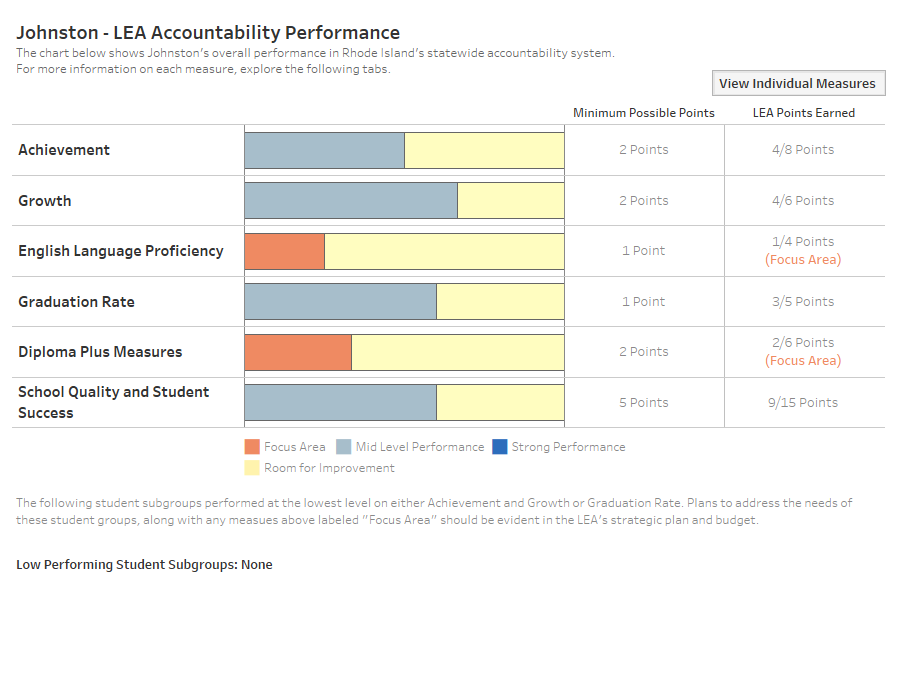 Johnston - LEA Accountability Performance
The chart below shows Johnston's overall performance in Rhode Island's statewide accountability system.
For more information on each measure, explore the following tabs.
View Individual Measures
Minimum Possible Points LEA Points Earned
Achievement 2 Points 4/8 Points
Growth 2 Points 4/6 Points
English Language Proficiency 1 Point 1/4 Points
(Focus Area)
Graduation Rate 1 Point 3/5 Points
Diploma Plus Measures 2 Points 2/6 Points
(Focus Area)
School Quality and Student
Success 5 Points 9/15 Points
Focus Area Mid Level Performance Strong Performance
Room for Improvement
The following student subgroups performed at the lowest level on either Achievement and Growth or Graduation Rate. Plans to address the needs of
these student groups, along with any measues above labeled "Focus Area" should be evident in the LEA's strategic plan and budget.
Low Performing Student Subgroups: None